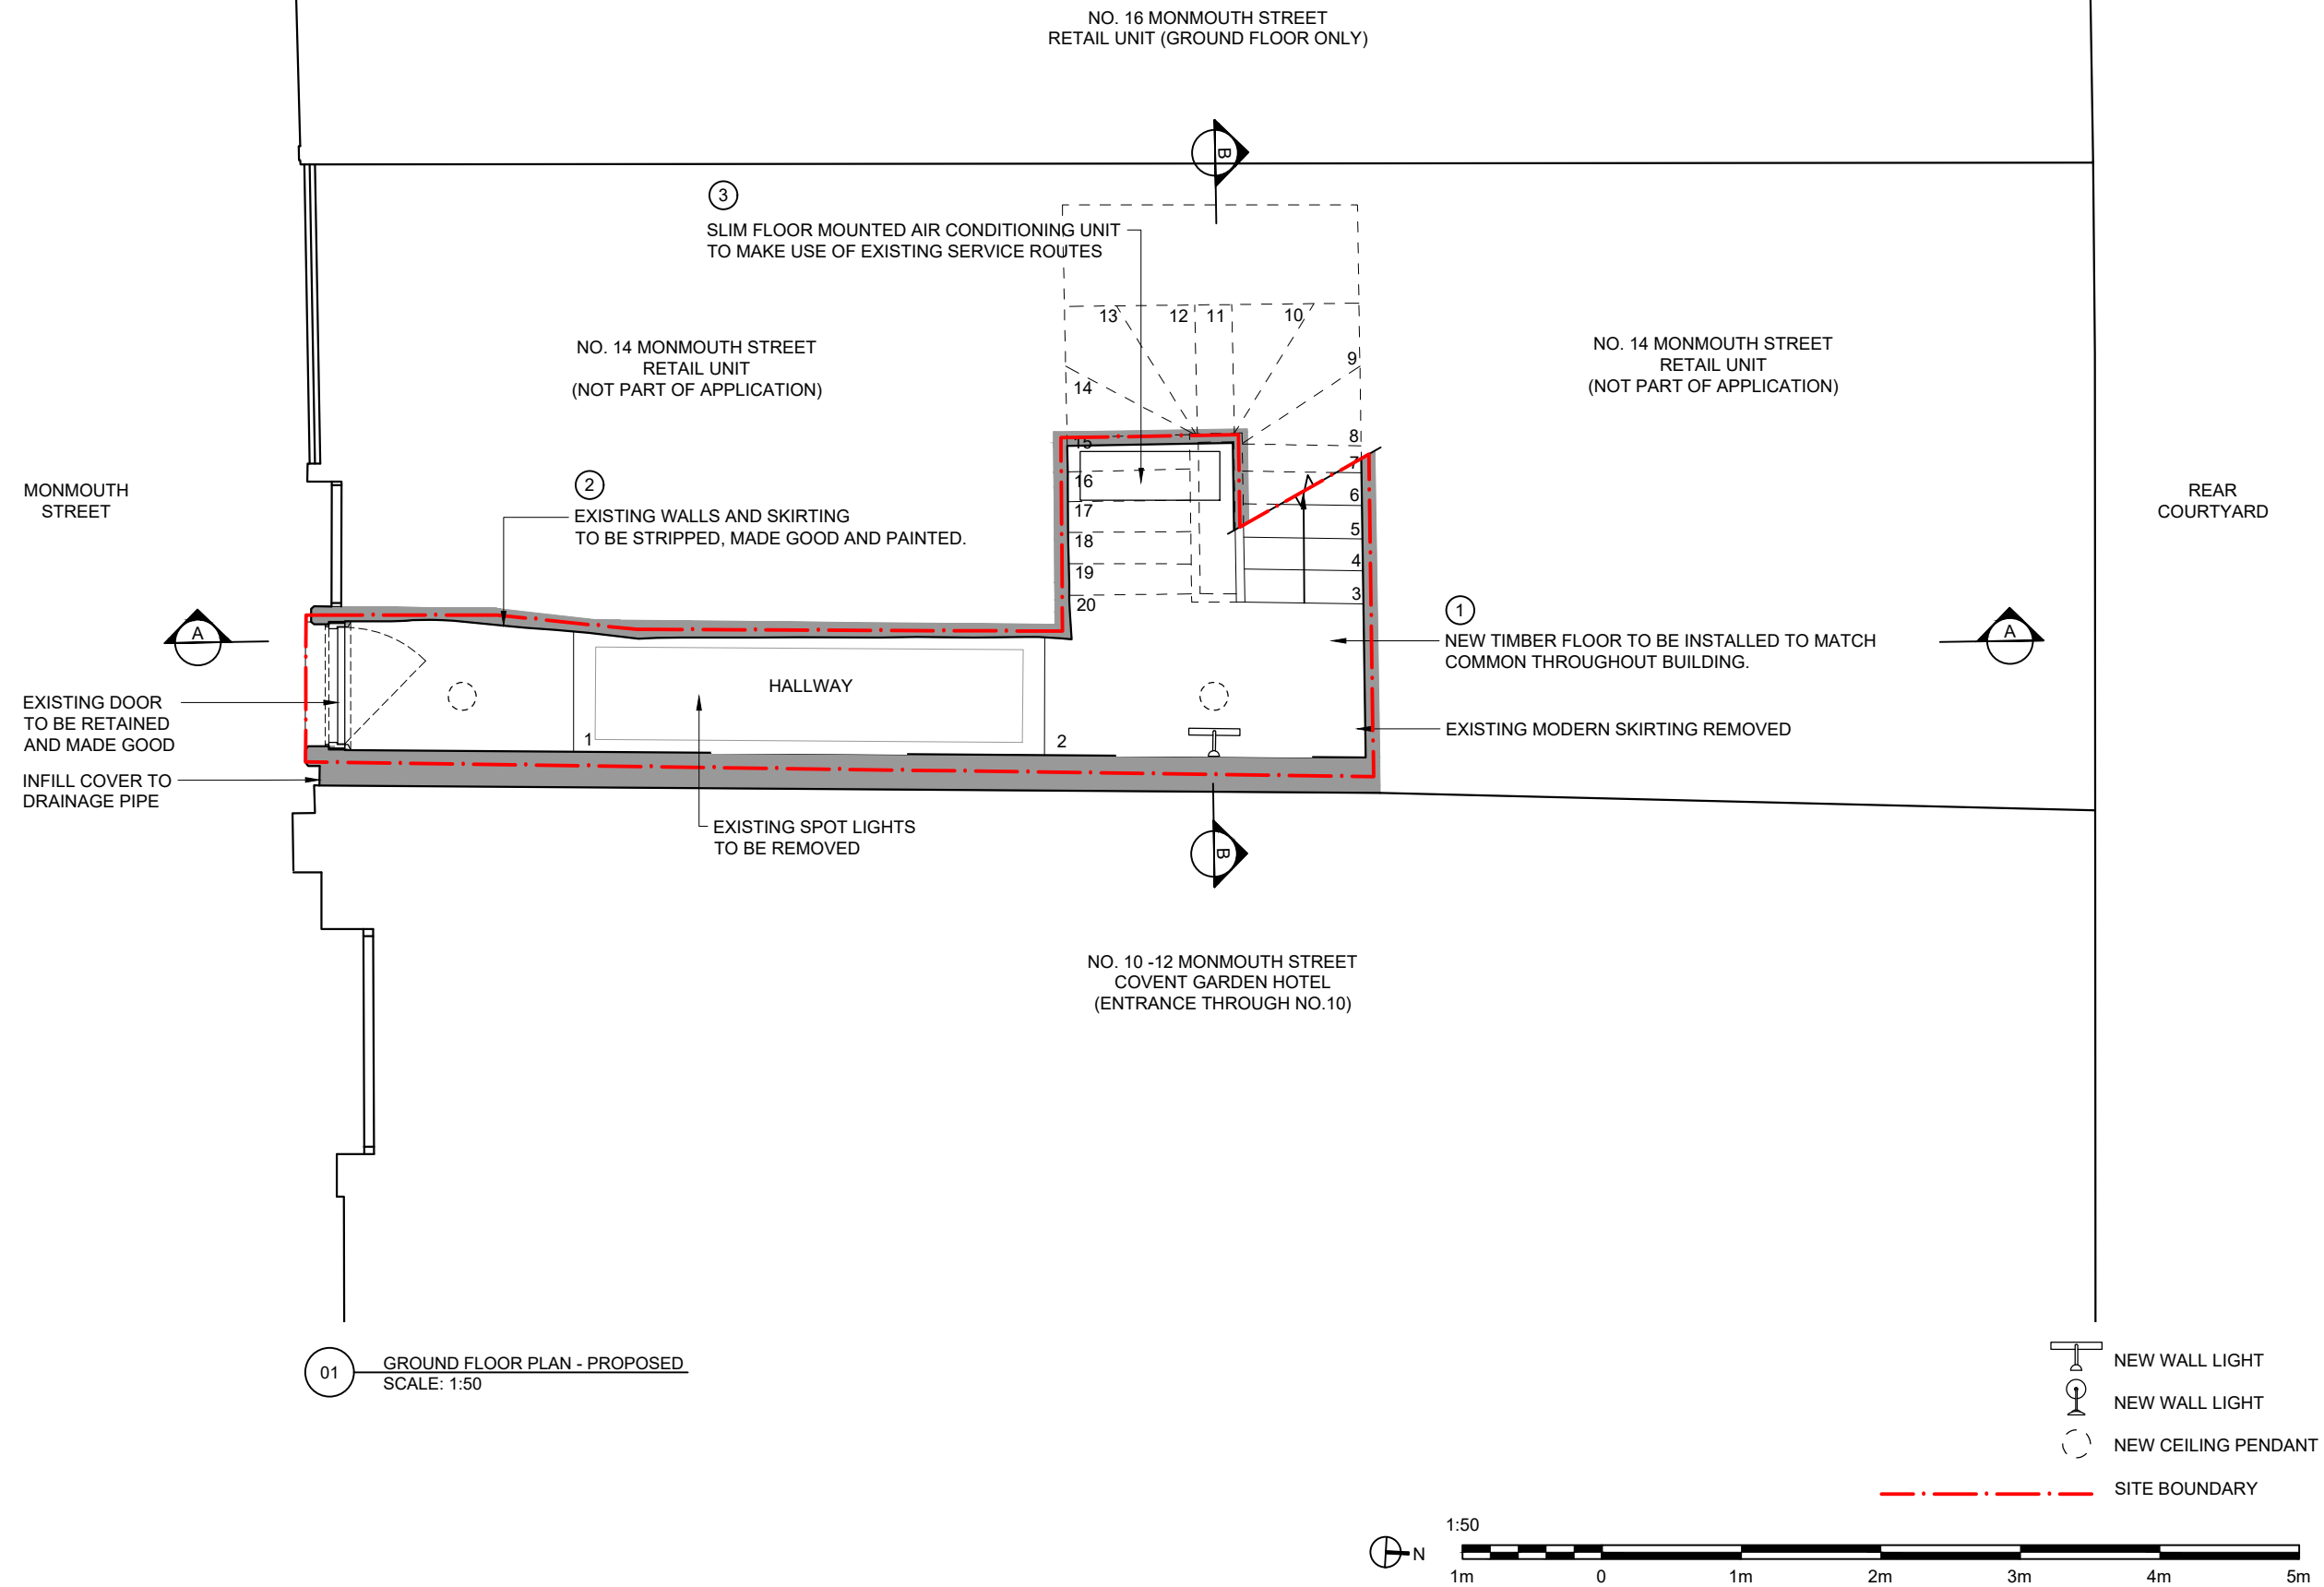 NO. 16 MONMOUTH STREET
RETAIL UNIT (GROUND FLOOR ONLY)
B
3
SLIM FLOOR MOUNTED AIR CONDITIONING UNIT
TO MAKE USE OF EXISTING SERVICE ROUTES
13
12
11
10
9
14
8
15
7
16
6
17
5
18
4
19
3
20
NO. 14 MONMOUTH STREET
RETAIL UNIT
(NOT PART OF APPLICATION)
NO. 14 MONMOUTH STREET
RETAIL UNIT
(NOT PART OF APPLICATION)
MONMOUTH
STREET
2
EXISTING WALLS AND SKIRTING
TO BE STRIPPED, MADE GOOD AND PAINTED.
REAR
COURTYARD
A
1
NEW TIMBER FLOOR TO BE INSTALLED TO MATCH
COMMON THROUGHOUT BUILDING.
A
HALLWAY
1
2
EXISTING DOOR
TO BE RETAINED
AND MADE GOOD
EXISTING MODERN SKIRTING REMOVED
INFILL COVER TO
DRAINAGE PIPE
EXISTING SPOT LIGHTS
TO BE REMOVED
B
NO. 10 -12 MONMOUTH STREET
COVENT GARDEN HOTEL
(ENTRANCE THROUGH NO.10)
01
GROUND FLOOR PLAN - PROPOSED
SCALE: 1:50
NEW WALL LIGHT
NEW WALL LIGHT
NEW CEILING PENDANT
SITE BOUNDARY
1:50
N
1m 0 1m 2m 3m 4m 5m